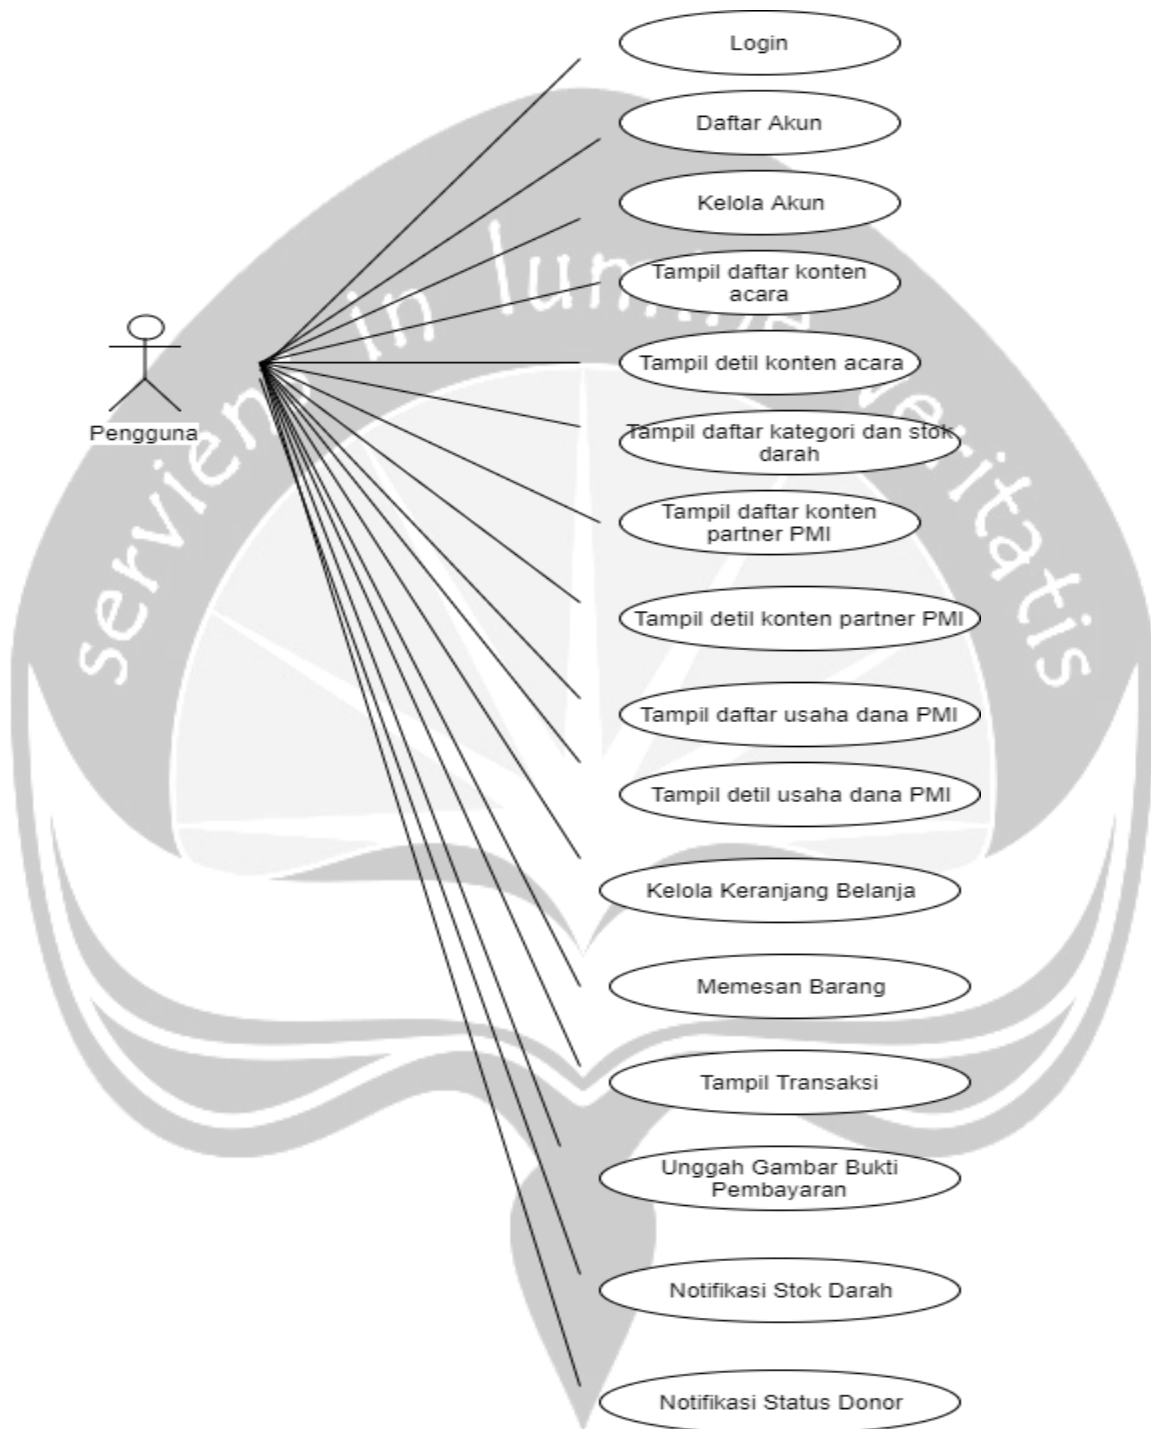 Login
Daftar Akun
Kelola Akun
Tampil daftar konten
acara
Tampil detil konten acara
Pengguna
Tampil daftar kategori dan stok
darah
Tampil daftar konten
partner PMI
Tampil detil konten partner PMI
Tampil daftar usaha dana PMI
Tampil detil usaha dana PMI
Kelola Keranjang Belanja
Memesan Barang
Tampil Transaksi
Unggah Gambar Bukti
Pembayaran
Notifikasi Stok Darah
Notifikasi Status Donor
serviens in lumine veritatis